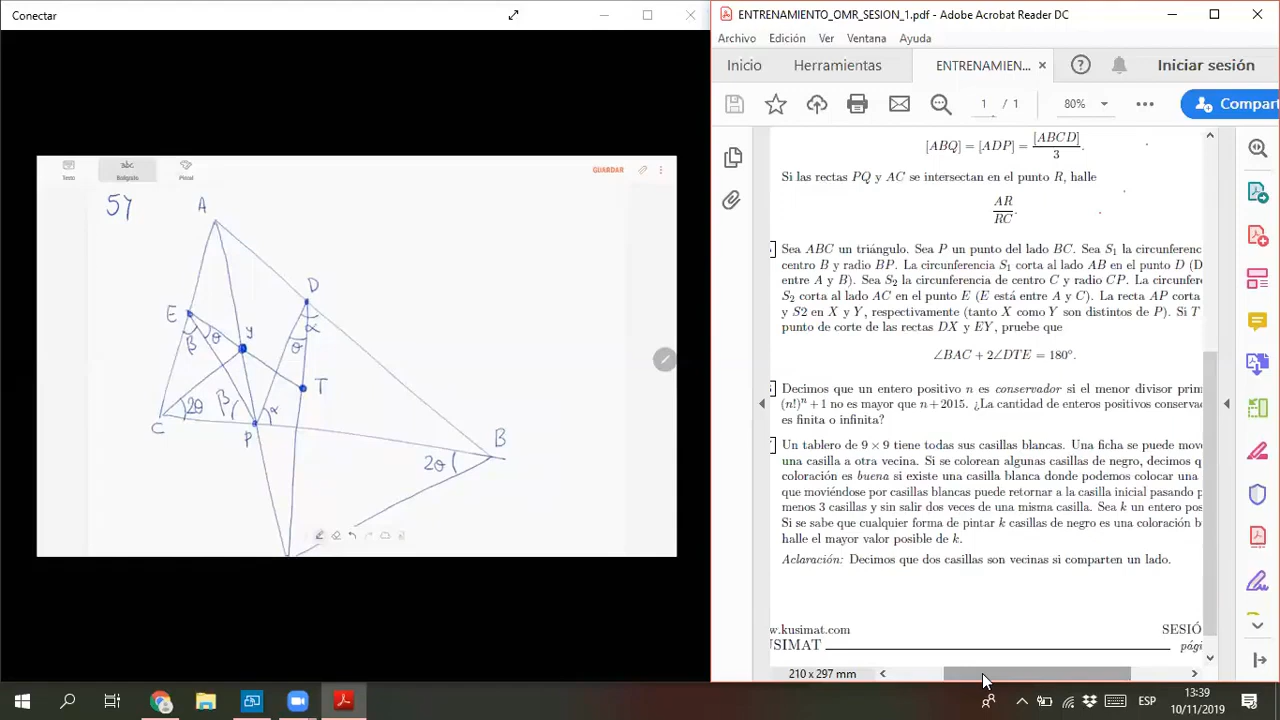 Conectar
ENTRENAMIENTO_OMR_SESION_1.pdf - Adobe Acrobat Reader DC
Archivo Edición Ver Ventana Ayuda
Inicio Herramientas ENTRENAMIEN... Iniciar sesión
1 / 1 80% Compart
Texto Bolígrafo Pincel GUARDAR
A
D
E
α
θ
y
β
θ
T
2θ
β
α
C
P
B
2θ
[ABQ] = [ADP] = [ABCD]/3.
Si las rectas PQ y AC se intersectan en el punto R, halle
AR
RC.
Sea ABC un triángulo. Sea P un punto del lado BC. Sea S1 la circunferenc
centro B y radio BP. La circunferencia S1 corta al lado AB en el punto D (D
entre A y B). Sea S2 la circunferencia de centro C y radio CP. La circunfere
S2 corta al lado AC en el punto E (E está entre A y C). La recta AP corta
y S2 en X y Y, respectivamente (tanto X como Y son distintos de P). Si T
punto de corte de las rectas DX y EY, pruebe que
∠BAC + 2∠DTE = 180°.
Decimos que un entero positivo n es conservador si el menor divisor prim
(n!)ⁿ + 1 no es mayor que n + 2015. ¿La cantidad de enteros positivos conserva
es finita o infinita?
Un tablero de 9 × 9 tiene todas sus casillas blancas. Una ficha se puede move
una casilla a otra vecina. Si se colorean algunas casillas de negro, decimos q
coloración es buena si existe una casilla blanca donde podemos colocar una
que moviéndose por casillas blancas puede retornar a la casilla inicial pasando p
menos 3 casillas y sin salir dos veces de una misma casilla. Sea k un entero pos
Si se sabe que cualquier forma de pintar k casillas de negro es una coloración b
halle el mayor valor posible de k.
Aclaración: Decimos que dos casillas son vecinas si comparten un lado.
w.kusimat.com SESIÓ
USIMAT pági
210 x 297 mm
ESP
13:39
10/11/2019